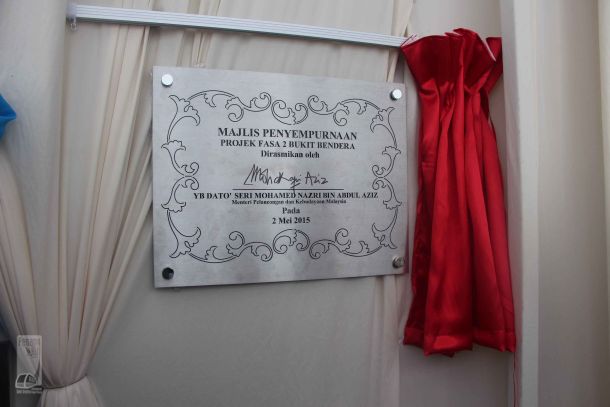 MAJLIS PENYEMPURNAAN
PROJEK FASA 2 BUKIT BENDERA
Dirasmikan oleh
YB DATO' SERI MOHAMED NAZRI BIN ABDUL AZIZ
Menteri Pelancongan dan Kebudayaan Malaysia
Pada
2 Mei 2015